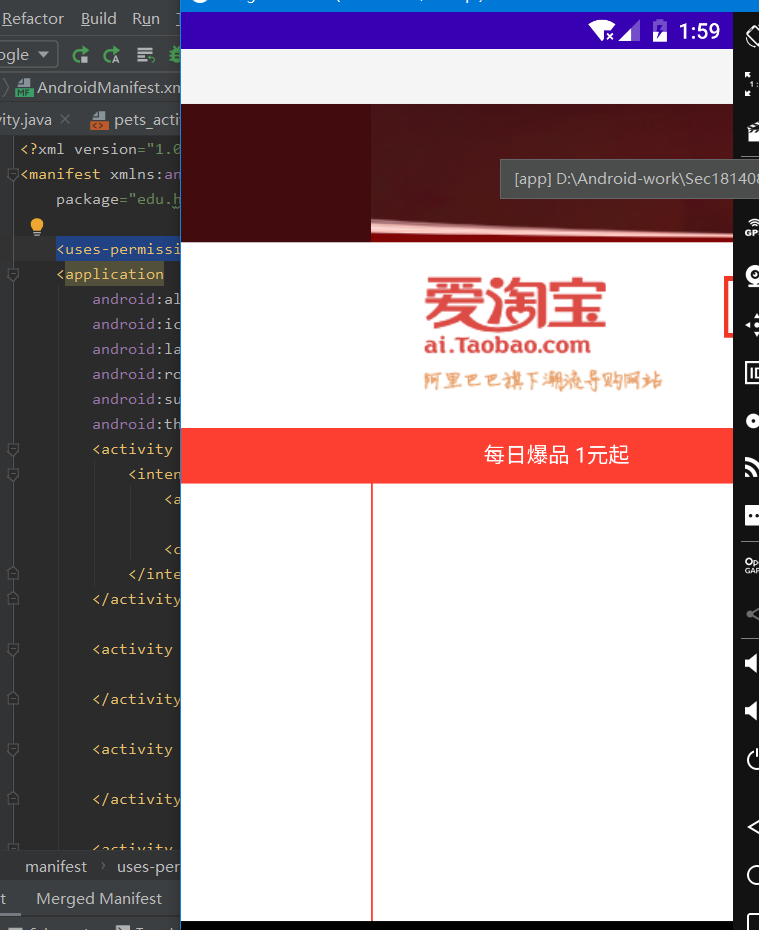 Refactor Build Run
ogle
AndroidManifest.xm
ity.java pets_acti
<?xml version="1.0
<manifest xmlns:an
package="edu.h
<uses-permissi
<application
android:al
android:ic
android:la
android:ro
android:su
android:th
<activity
<inten
<a
<c
</inte
</activity
<activity
</activity
<activity
</activity
<activity
manifest uses-per
t Merged Manifest
1:59
[app] D:\Android-work\Sec181408
爱淘宝
ai.Taobao.com
阿里巴巴旗下潮流导购网站
每日爆品 1元起
GPS
ID
Op
GAP